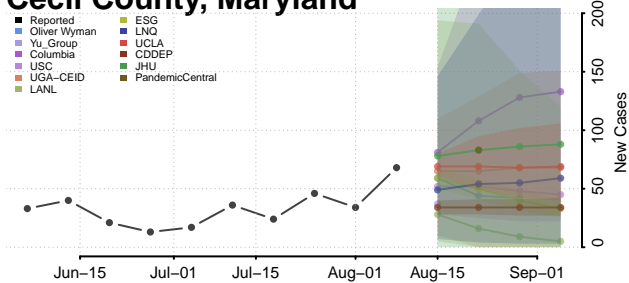 Cecil County, Maryland
Reported
Oliver Wyman
Yu_Group
Columbia
USC
UGA−CEID
LANL
ESG
LNQ
UCLA
CDDEP
JHU
PandemicCentral
200
150
100
50
0
New Cases
Jun−15
Jul−01
Jul−15
Aug−01
Aug−15
Sep−01